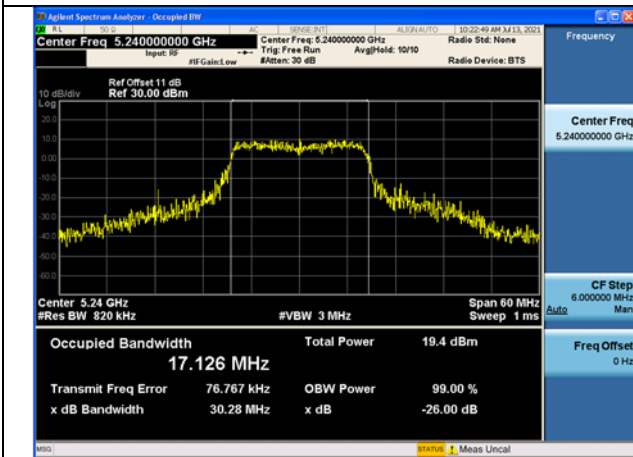 Agilent Spectrum Analyzer - Occupied BW
RL 50 Ω AC SENSE:INT ALIGN AUTO 10:22:49 AM Jul 13, 2021
Center Freq 5.240000000 GHz Center Freq: 5.240000000 GHz Radio Std: None Frequency
Input: RF Trig: Free Run Avg|Hold: 10/10
#IFGain:Low #Atten: 30 dB Radio Device: BTS
Ref Offset 11 dB
10 dB/div Ref 30.00 dBm
Log
20.0
10.0
0.00
-10.0
-20.0
-30.0
-40.0
-50.0
-60.0
Center Freq
5.240000000 GHz
Center 5.24 GHz Span 60 MHz
#Res BW 820 kHz #VBW 3 MHz Sweep 1 ms
CF Step
6.000000 MHz
Auto Man
Occupied Bandwidth Total Power 19.4 dBm
17.126 MHz
Transmit Freq Error 76.767 kHz OBW Power 99.00 %
x dB Bandwidth 30.28 MHz x dB -26.00 dB
Freq Offset
0 Hz
MSG STATUS Meas Uncal